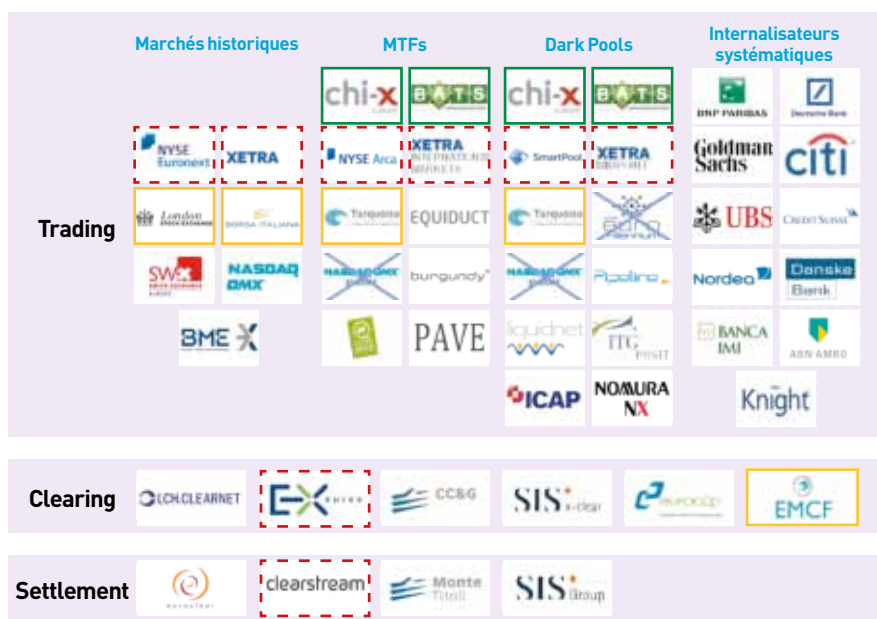 Marchés historiques
MTFs
Dark Pools
Internalisateurs
systématiques
Trading
chi-x
BATS
chi-x
BATS
BNP PARIBAS
Deutsche Bank
NYSE
Euronext
XETRA
NYSE Arca
XETRA
INTERNATIONAL
MARKETS
SmartPool
XETRA
Goldman
Sachs
citi
London
STOCK EXCHANGE
BORSA ITALIANA
Turquoise
EQUIDUCT
Turquoise
UBS
CREDIT SUISSE
SWX
EUROPE
NASDAQ
OMX
NASDAQ OMX
burgundy
NASDAQ OMX
Pipeline
Nordea
Danske
Bank
BME X
PAVE
liquidnet
ITG
POSIT
BANCA
IMI
ABN AMRO
ICAP
NOMURA
NX
Knight
Clearing
LCH.CLEARNET
eurex
CC&G
SIS x-clear
euroccp
EMCF
Settlement
euroclear
clearstream
Monte
Titoli
SIS Group